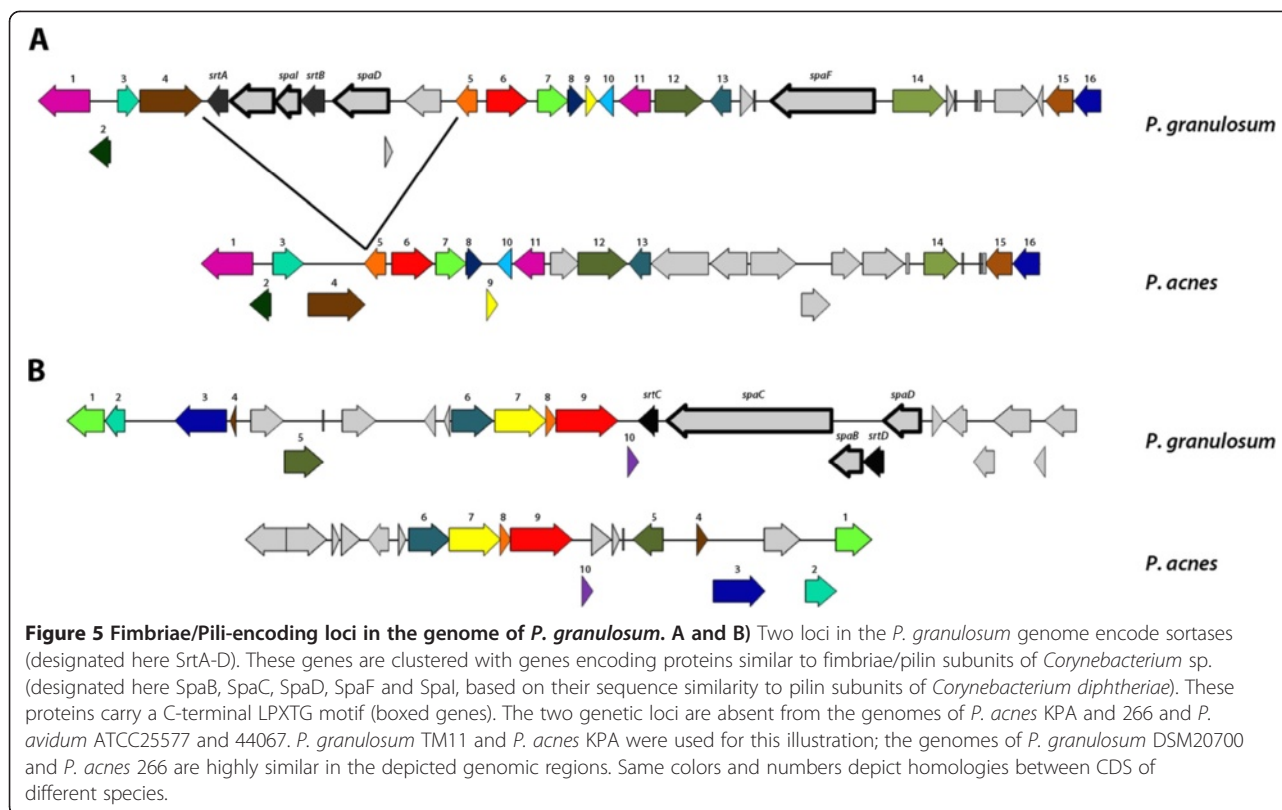 A
1 3 4 srtA spaI srtB spaD 5 6 7 8 9 10 11 12 13 spaF 14 15 16
P. granulosum
2
1 3 5 6 7 8 10 11 12 13 14 15 16
P. acnes
2 4 9
B
1 2 3 4 6 7 8 9 srtC spaC spaD
P. granulosum
5 10 spaB srtD
6 7 8 9 5 4 1
P. acnes
10 3 2
Figure 5 Fimbriae/Pili-encoding loci in the genome of P. granulosum. A and B) Two loci in the P. granulosum genome encode sortases
(designated here SrtA-D). These genes are clustered with genes encoding proteins similar to fimbriae/pilin subunits of Corynebacterium sp.
(designated here SpaB, SpaC, SpaD, SpaF and SpaI, based on their sequence similarity to pilin subunits of Corynebacterium diphtheriae). These
proteins carry a C-terminal LPXTG motif (boxed genes). The two genetic loci are absent from the genomes of P. acnes KPA and 266 and P.
avidum ATCC25577 and 44067. P. granulosum TM11 and P. acnes KPA were used for this illustration; the genomes of P. granulosum DSM20700
and P. acnes 266 are highly similar in the depicted genomic regions. Same colors and numbers depict homologies between CDS of
different species.